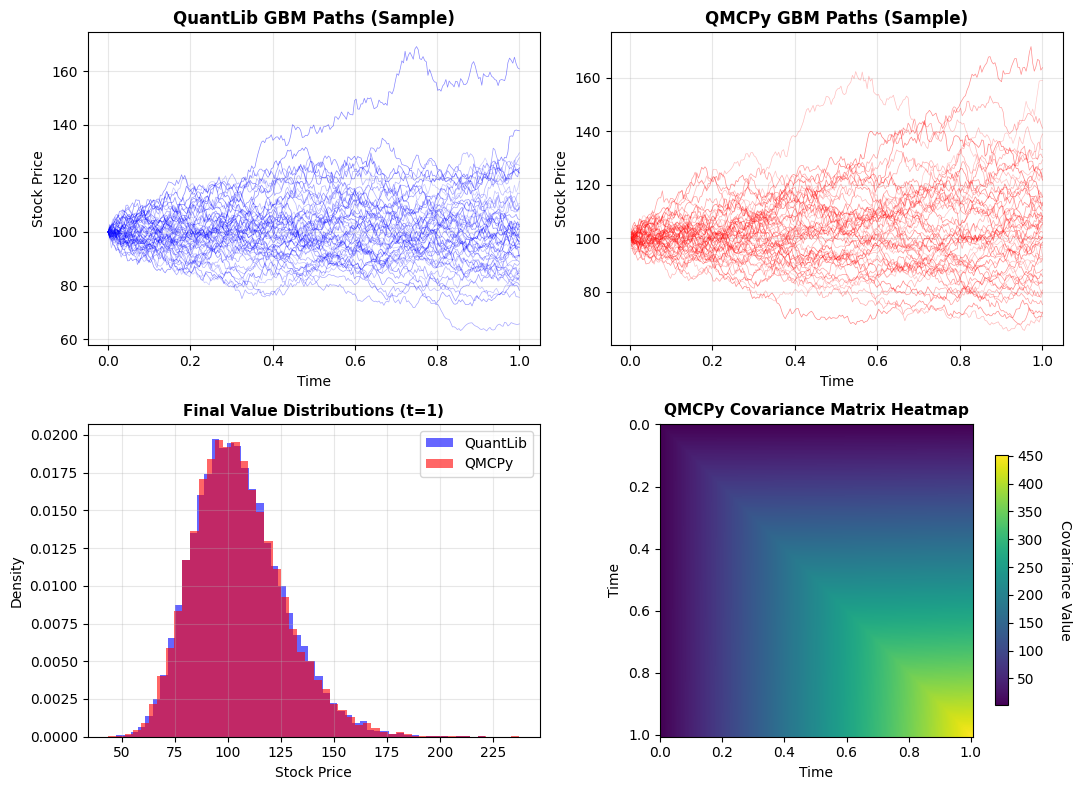 QuantLib GBM Paths (Sample)
160
140
120
100
80
60
Stock Price
0.0 0.2 0.4 0.6 0.8 1.0
Time
QMCPy GBM Paths (Sample)
160
140
120
100
80
Stock Price
0.0 0.2 0.4 0.6 0.8 1.0
Time
Final Value Distributions (t=1)
QuantLib
QMCPy
0.0200
0.0175
0.0150
0.0125
0.0100
0.0075
0.0050
0.0025
0.0000
Density
50 75 100 125 150 175 200 225
Stock Price
QMCPy Covariance Matrix Heatmap
0.0
0.2
0.4
0.6
0.8
1.0
Time
0.0 0.2 0.4 0.6 0.8 1.0
Time
450
400
350
300
250
200
150
100
50
Covariance Value